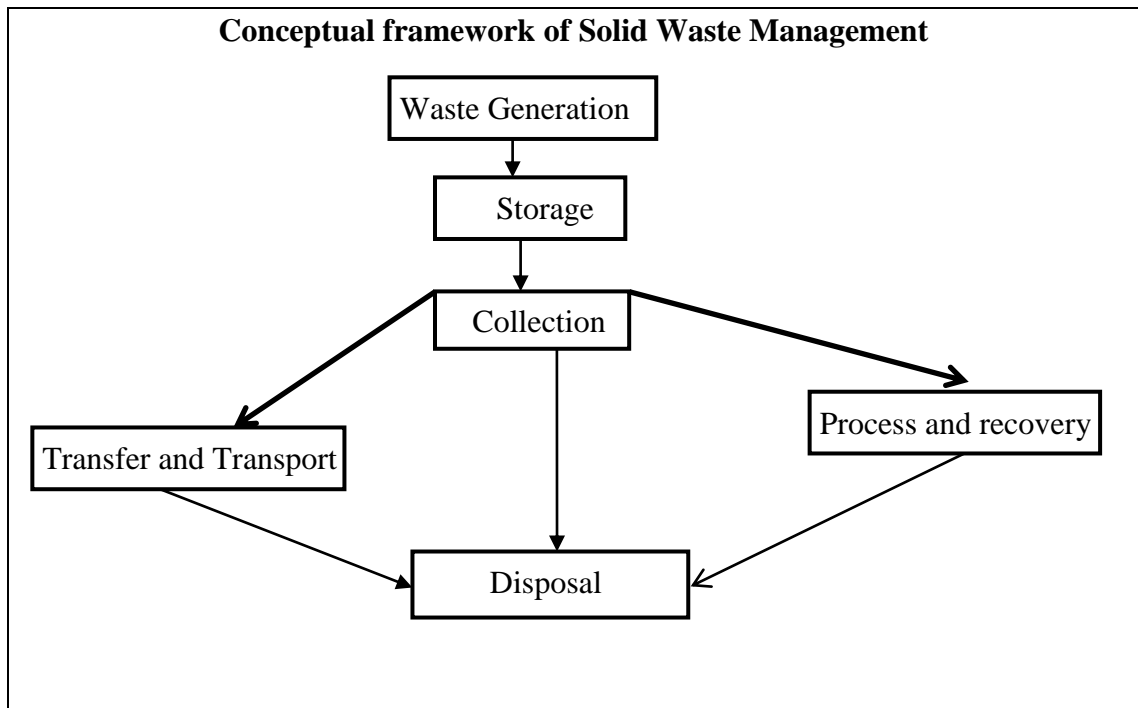 Conceptual framework of Solid Waste Management
Waste Generation
Storage
Collection
Process and recovery
Transfer and Transport
Disposal